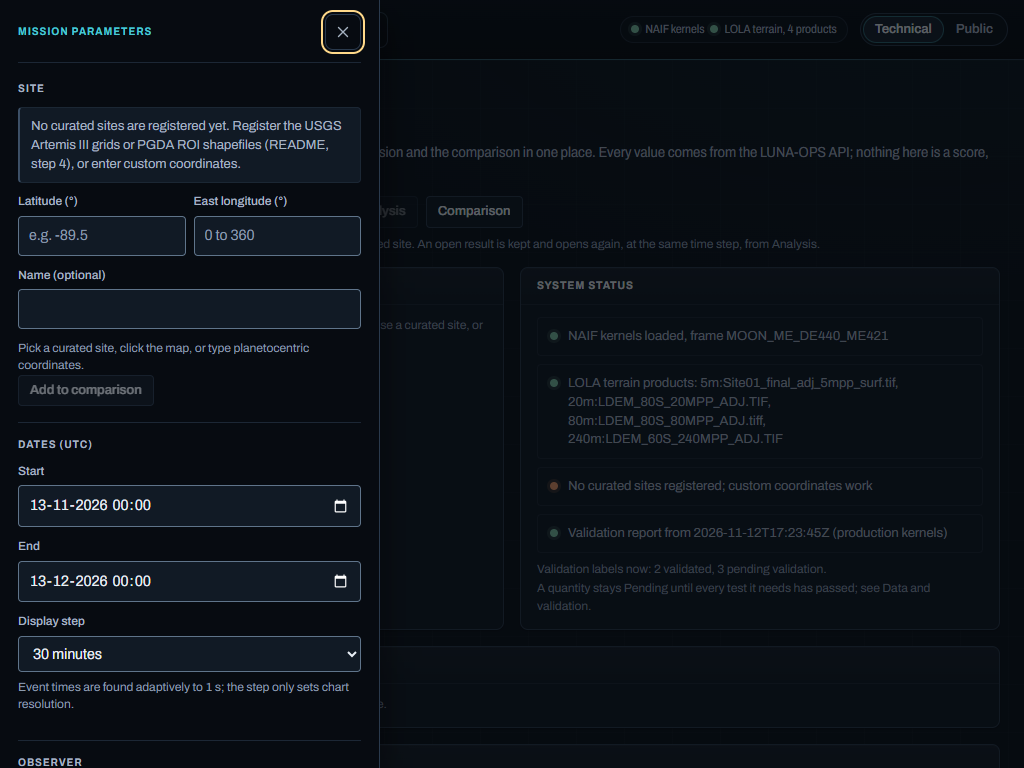 MISSION PARAMETERS
NAIF kernels
LOLA terrain, 4 products
Technical
Public
SITE
No curated sites are registered yet. Register the USGS
Artemis III grids or PGDA ROI shapefiles (README,
step 4), or enter custom coordinates.
Latitude (°)
East longitude (°)
e.g. -89.5
0 to 360
Name (optional)
Pick a curated site, click the map, or type planetocentric
coordinates.
Add to comparison
DATES (UTC)
Start
13-11-2026 00:00
End
13-12-2026 00:00
Display step
30 minutes
Event times are found adaptively to 1 s; the step only sets chart
resolution.
OBSERVER
and the comparison in one place. Every value comes from the LUNA-OPS API; nothing here is a score,
Comparison
site. An open result is kept and opens again, at the same time step, from Analysis.
a curated site, or
SYSTEM STATUS
NAIF kernels loaded, frame MOON_ME_DE440_ME421
LOLA terrain products: 5m:Site01_final_adj_5mpp_surf.tif,
20m:LDEM_80S_20MPP_ADJ.TIF,
80m:LDEM_80S_80MPP_ADJ.tiff,
240m:LDEM_60S_240MPP_ADJ.TIF
No curated sites registered; custom coordinates work
Validation report from 2026-11-12T17:23:45Z (production kernels)
Validation labels now: 2 validated, 3 pending validation.
A quantity stays Pending until every test it needs has passed; see Data and
validation.